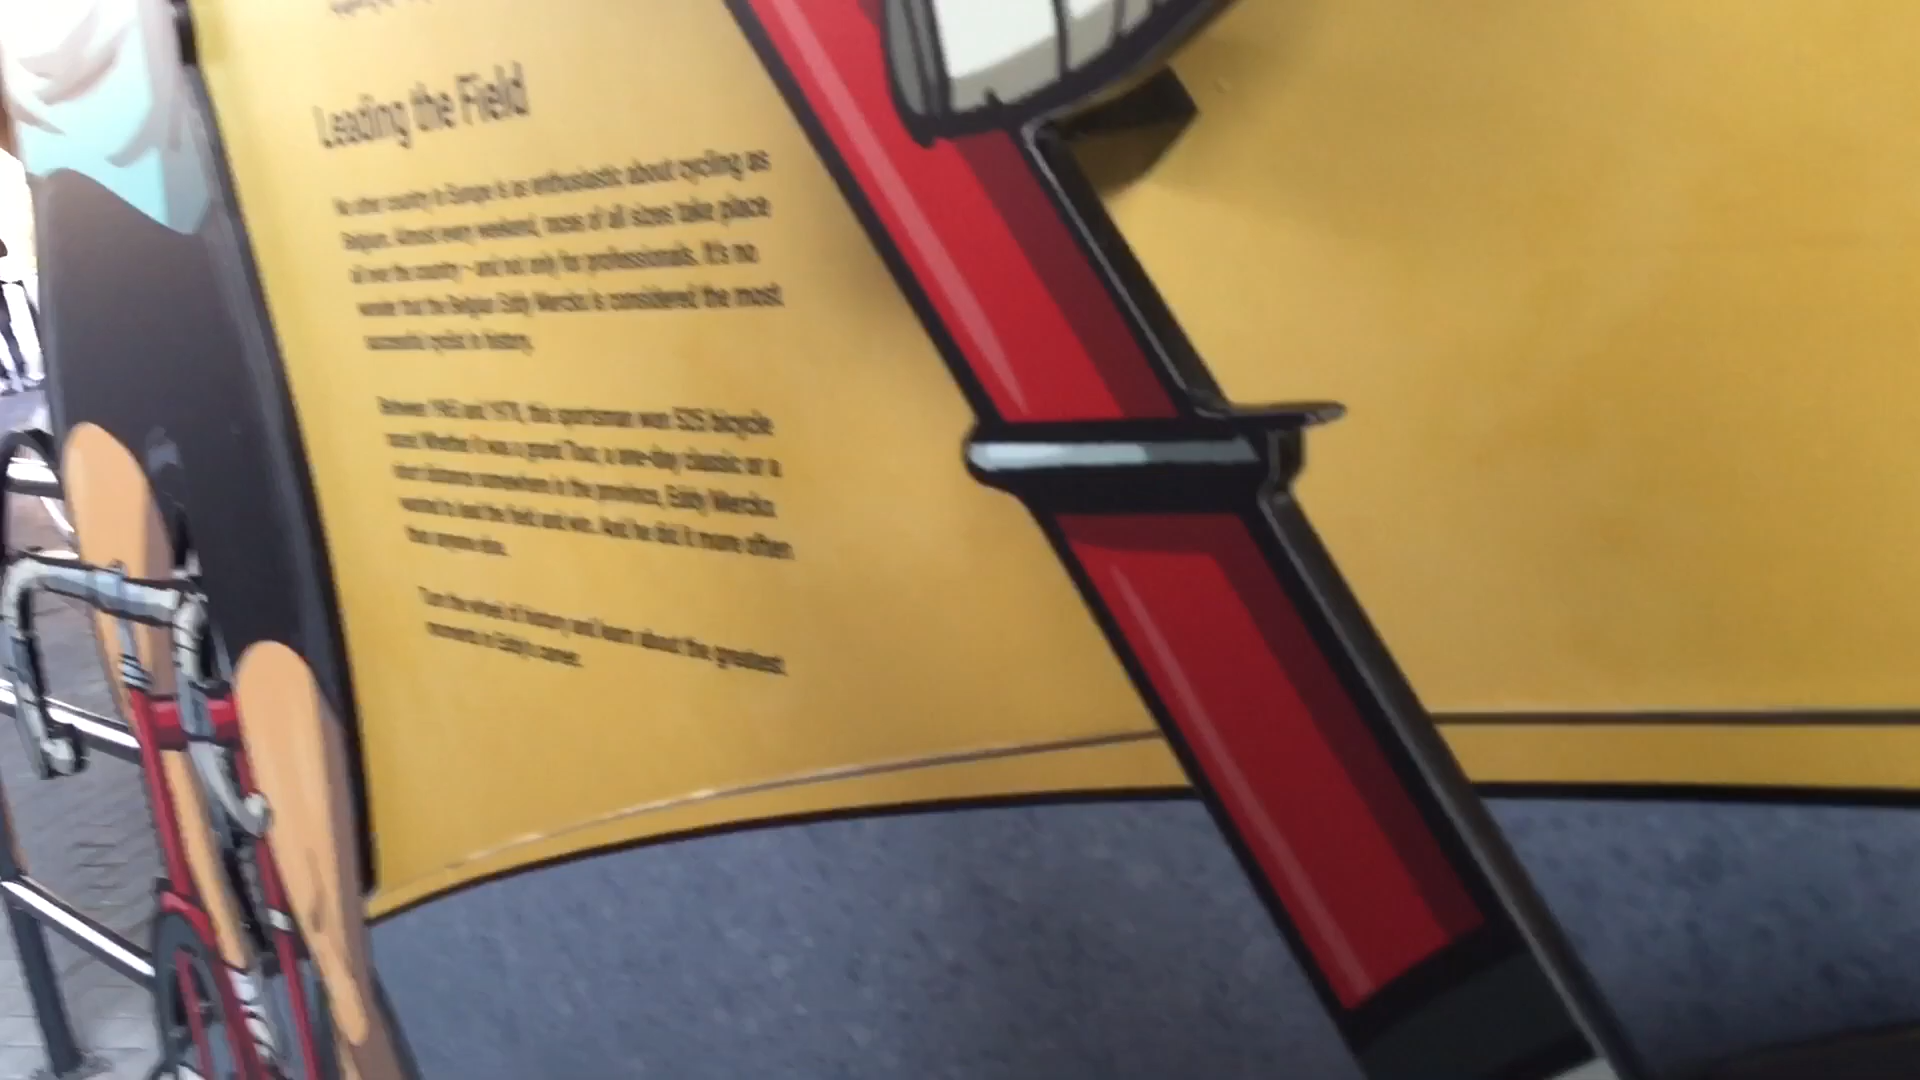 Leading the Field
No other country in Europe is as enthusiastic about cycling as
Belgium. Almost every weekend, races of all sizes take place
all over the country - and not only for professionals. It's no
wonder that the Belgian Eddy Merckx is considered the most
successful cyclist in history.
Between 1965 and 1978, this sportsman won 525 bicycle
races. Whether it was a grand Tour, a one-day classic or a
short distance somewhere in the province, Eddy Merckx
wanted to lead the field and win. And he did it more often
than anyone else.
Turn the wheels of history and learn about the greatest
moments in Eddy's career.